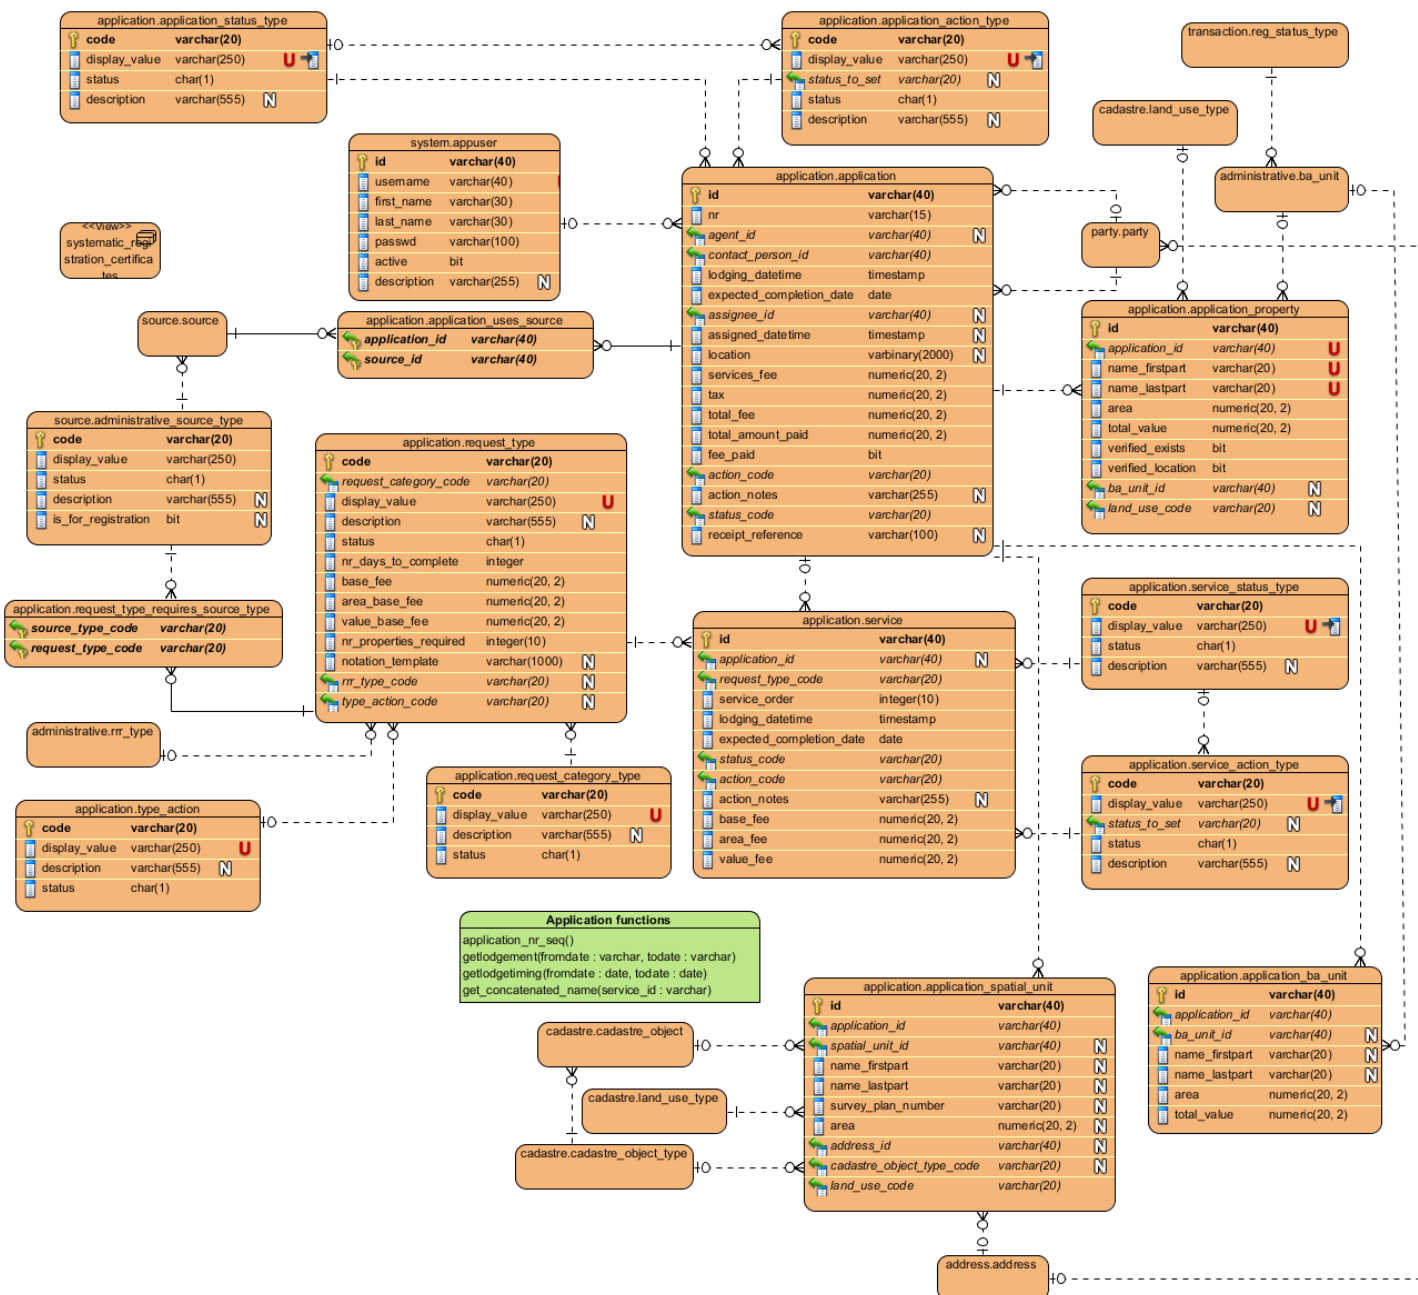 application.application_status_type
code varchar(20)
display_value varchar(250) U
status char(1)
description varchar(555) N
application.application_action_type
code varchar(20)
display_value varchar(250) U
status_to_set varchar(20) N
status char(1)
description varchar(555) N
transaction.reg_status_type
cadastre.land_use_type
administrative.ba_unit
party.party
system.appuser
id varchar(40)
username varchar(40)
first_name varchar(30)
last_name varchar(30)
passwd varchar(100)
active bit
description varchar(255) N
<<View>>
systematic_regi
stration_certifica
tes
application.application
id varchar(40)
nr varchar(15)
agent_id varchar(40) N
contact_person_id varchar(40)
lodging_datetime timestamp
expected_completion_date date
assignee_id varchar(40) N
assigned_datetime timestamp N
location varbinary(2000) N
services_fee numeric(20, 2)
tax numeric(20, 2)
total_fee numeric(20, 2)
total_amount_paid numeric(20, 2)
fee_paid bit
action_code varchar(20)
action_notes varchar(255) N
status_code varchar(20)
receipt_reference varchar(100) N
application.application_property
id varchar(40)
application_id varchar(40) U
name_firstpart varchar(20) U
name_lastpart varchar(20) U
area numeric(20, 2)
total_value numeric(20, 2)
verified_exists bit
verified_location bit
ba_unit_id varchar(40) N
land_use_code varchar(20) N
source.source
application.application_uses_source
application_id varchar(40)
source_id varchar(40)
source.administrative_source_type
code varchar(20)
display_value varchar(250)
status char(1)
description varchar(555) N
is_for_registration bit N
application.request_type
code varchar(20)
request_category_code varchar(20)
display_value varchar(250) U
description varchar(555) N
status char(1)
nr_days_to_complete integer
base_fee numeric(20, 2)
area_base_fee numeric(20, 2)
value_base_fee numeric(20, 2)
nr_properties_required integer(10)
notation_template varchar(1000) N
rrr_type_code varchar(20) N
type_action_code varchar(20) N
application.request_type_requires_source_type
source_type_code varchar(20)
request_type_code varchar(20)
administrative.rrr_type
application.type_action
code varchar(20)
display_value varchar(250) U
description varchar(555) N
status char(1)
application.request_category_type
code varchar(20)
display_value varchar(250) U
description varchar(555) N
status char(1)
application.service
id varchar(40)
application_id varchar(40) N
request_type_code varchar(20)
service_order integer(10)
lodging_datetime timestamp
expected_completion_date date
status_code varchar(20)
action_code varchar(20)
action_notes varchar(255) N
base_fee numeric(20, 2)
area_fee numeric(20, 2)
value_fee numeric(20, 2)
application.service_status_type
code varchar(20)
display_value varchar(250) U
status char(1)
description varchar(555) N
application.service_action_type
code varchar(20)
display_value varchar(250) U
status_to_set varchar(20) N
status char(1)
description varchar(555) N
Application functions
application_nr_seq()
getlodgement(fromdate : varchar, todate : varchar)
getlodgetiming(fromdate : date, todate : date)
get_concatenated_name(service_id : varchar)
application.application_spatial_unit
id varchar(40)
application_id varchar(40)
spatial_unit_id varchar(40) N
name_firstpart varchar(20) N
name_lastpart varchar(20) N
survey_plan_number varchar(20) N
area numeric(20, 2) N
address_id varchar(40) N
cadastre_object_type_code varchar(20) N
land_use_code varchar(20)
application.application_ba_unit
id varchar(40)
application_id varchar(40)
ba_unit_id varchar(40) N
name_firstpart varchar(20) N
name_lastpart varchar(20) N
area numeric(20, 2)
total_value numeric(20, 2)
cadastre.cadastre_object
cadastre.land_use_type
cadastre.cadastre_object_type
address.address